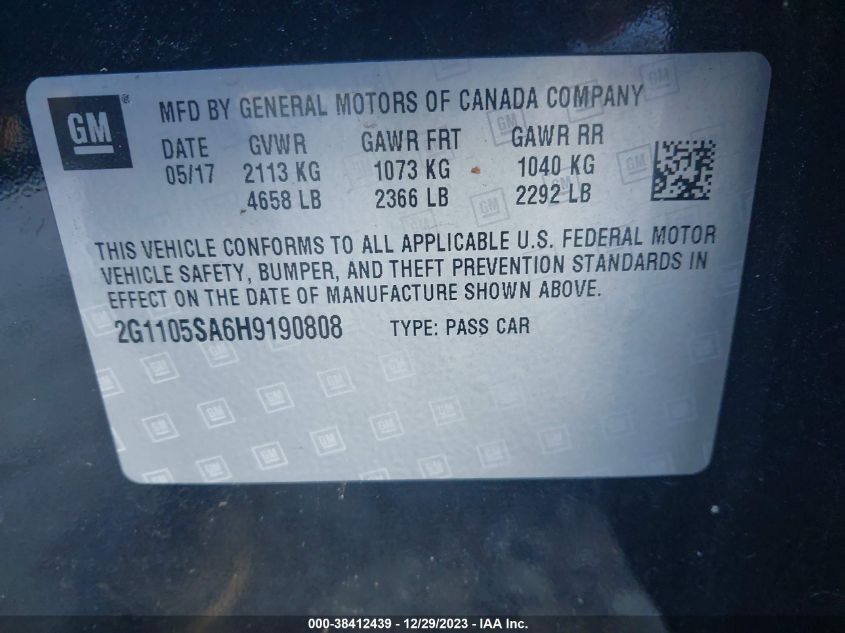 GM ®
MFD BY GENERAL MOTORS OF CANADA COMPANY
DATE GVWR GAWR FRT GAWR RR
05/17 2113 KG 1073 KG 1040 KG
4658 LB 2366 LB 2292 LB
THIS VEHICLE CONFORMS TO ALL APPLICABLE U.S. FEDERAL MOTOR
VEHICLE SAFETY, BUMPER, AND THEFT PREVENTION STANDARDS IN
EFFECT ON THE DATE OF MANUFACTURE SHOWN ABOVE.
2G1105SA6H9190808 TYPE: PASS CAR
000-38412439 - 12/29/2023 - IAA Inc.